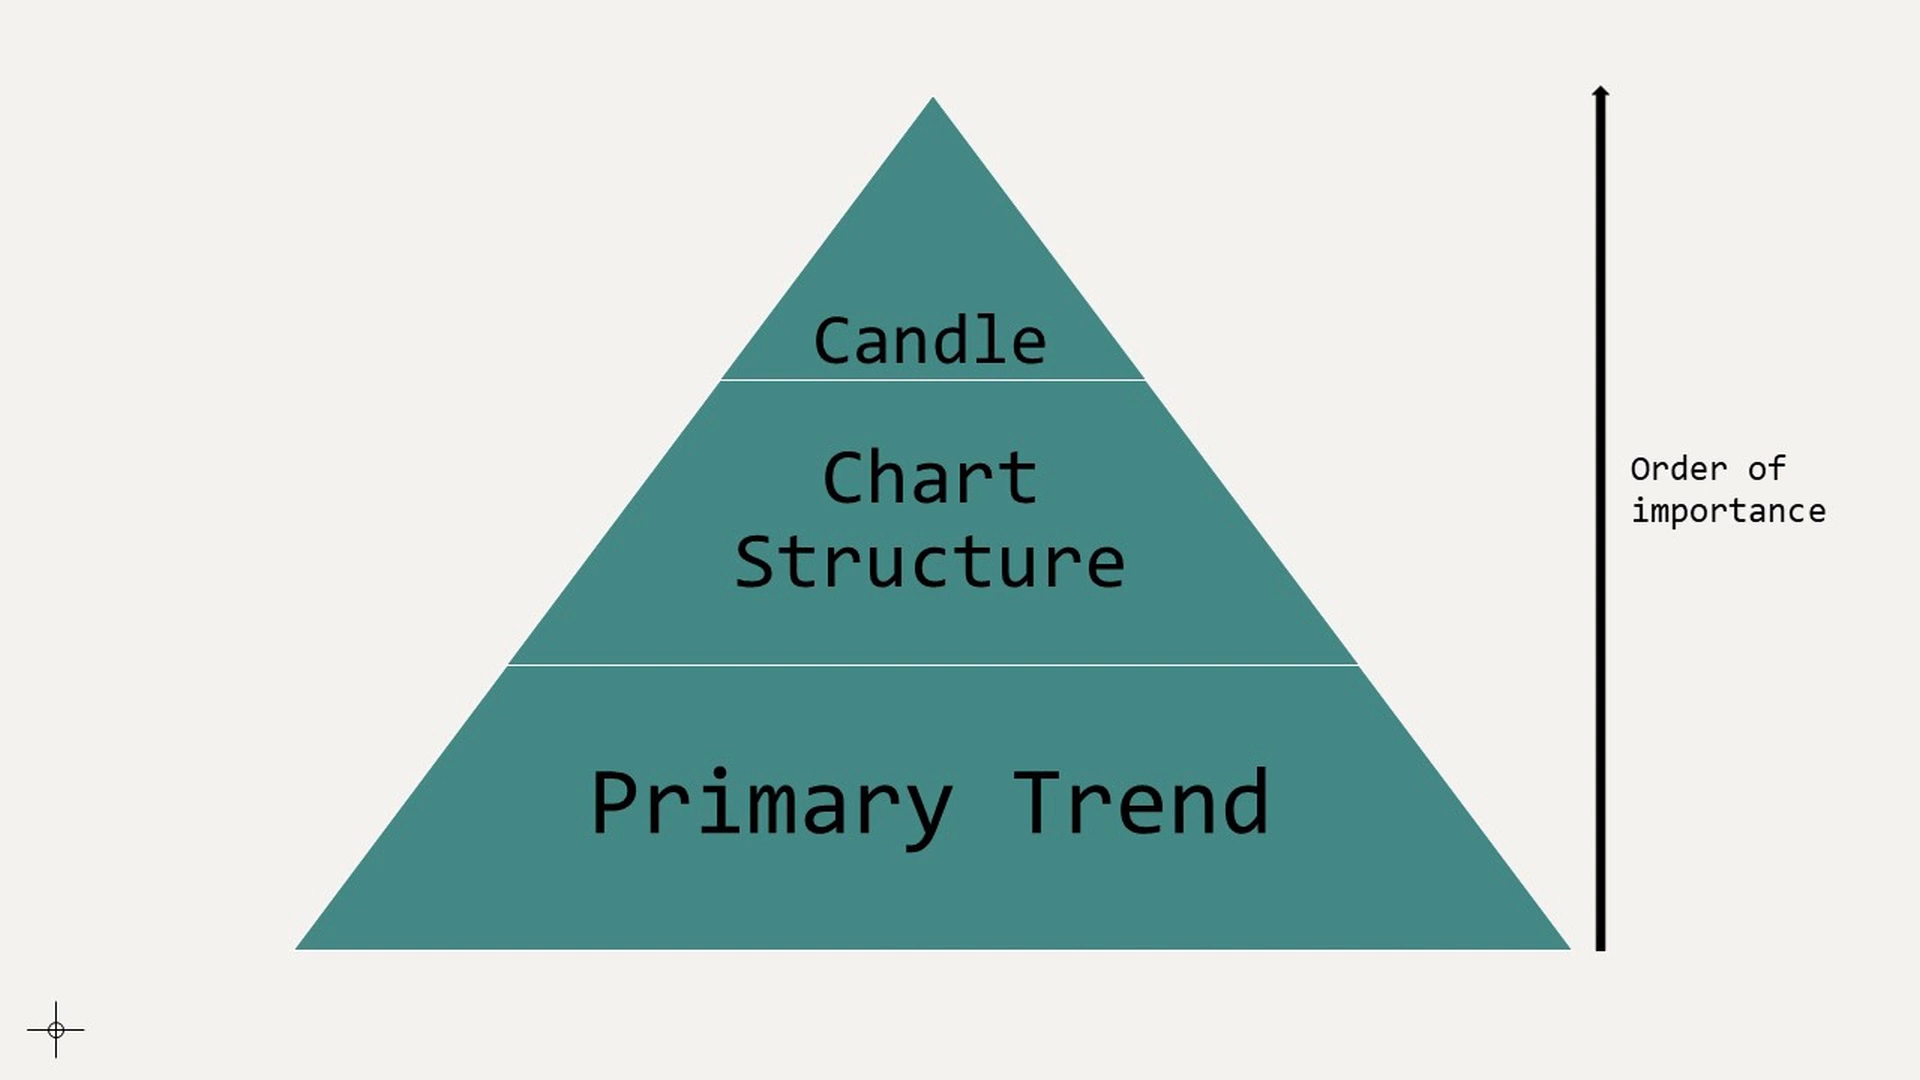 Candle
Chart
Structure
Primary Trend
Order of
importance